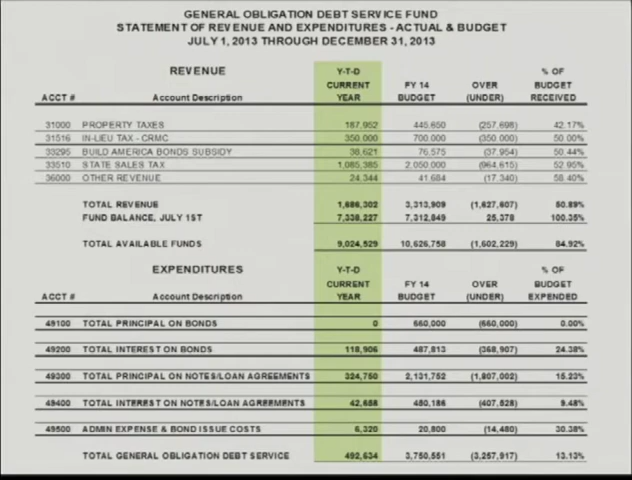 GENERAL OBLIGATION DEBT SERVICE FUND
STATEMENT OF REVENUE AND EXPENDITURES - ACTUAL & BUDGET
JULY 1, 2013 THROUGH DECEMBER 31, 2013
REVENUE Y-T-D % OF
CURRENT FY 14 OVER BUDGET
ACCT # Account Description YEAR BUDGET (UNDER) RECEIVED
31000 PROPERTY TAXES 187,952 445,650 (257,698) 42.17%
31516 IN-LIEU TAX - CRMC 350,000 700,000 (350,000) 50.00%
33295 BUILD AMERICA BONDS SUBSIDY 38,621 76,575 (37,954) 50.44%
33510 STATE SALES TAX 1,085,385 2,050,000 (964,615) 52.95%
36000 OTHER REVENUE 24,344 41,684 (17,340) 58.40%
TOTAL REVENUE 1,686,302 3,313,909 (1,627,607) 50.89%
FUND BALANCE, JULY 1ST 7,338,227 7,312,849 25,378 100.35%
TOTAL AVAILABLE FUNDS 9,024,529 10,626,758 (1,602,229) 84.92%
EXPENDITURES Y-T-D % OF
CURRENT FY 14 OVER BUDGET
ACCT # Account Description YEAR BUDGET (UNDER) EXPENDED
49100 TOTAL PRINCIPAL ON BONDS 0 660,000 (660,000) 0.00%
49200 TOTAL INTEREST ON BONDS 118,906 487,813 (368,907) 24.38%
49300 TOTAL PRINCIPAL ON NOTES/LOAN AGREEMENTS 324,750 2,131,752 (1,807,002) 15.23%
49400 TOTAL INTEREST ON NOTES/LOAN AGREEMENTS 42,658 450,186 (407,528) 9.48%
49500 ADMIN EXPENSE & BOND ISSUE COSTS 6,320 20,800 (14,480) 30.38%
TOTAL GENERAL OBLIGATION DEBT SERVICE 492,634 3,750,551 (3,257,917) 13.13%